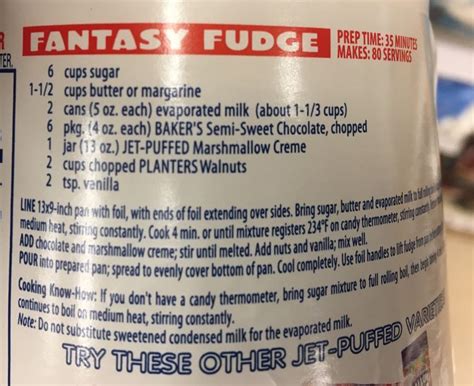 FANTASY FUDGE
PREP TIME: 35 MINUTES
MAKES: 80 SERVINGS
R
TER.
6 cups sugar
1-1/2 cups butter or margarine
2 cans (5 oz. each) evaporated milk (about 1-1/3 cups)
6 pkg. (4 oz. each) BAKER'S Semi-Sweet Chocolate, chopped
1 jar (13 oz.) JET-PUFFED Marshmallow Creme
2 cups chopped PLANTERS Walnuts
2 tsp. vanilla
LINE 13x9-inch pan with foil, with ends of foil extending over sides. Bring sugar, butter and evaporated milk to full rolling
medium heat, stirring constantly. Cook 4 min. or until mixture registers 234°F on candy thermometer, stirring constantly.
ADD chocolate and marshmallow creme; stir until melted. Add nuts and vanilla; mix well.
POUR into prepared pan; spread to evenly cover bottom of pan. Cool completely. Use foil handles to lift fudge from
Cooking Know-How: If you don't have a candy thermometer, bring sugar mixture to full rolling boil, then begin
continues to boil on medium heat, stirring constantly.
Note: Do not substitute sweetened condensed milk for the evaporated milk.
TRY THESE OTHER JET-PUFFED